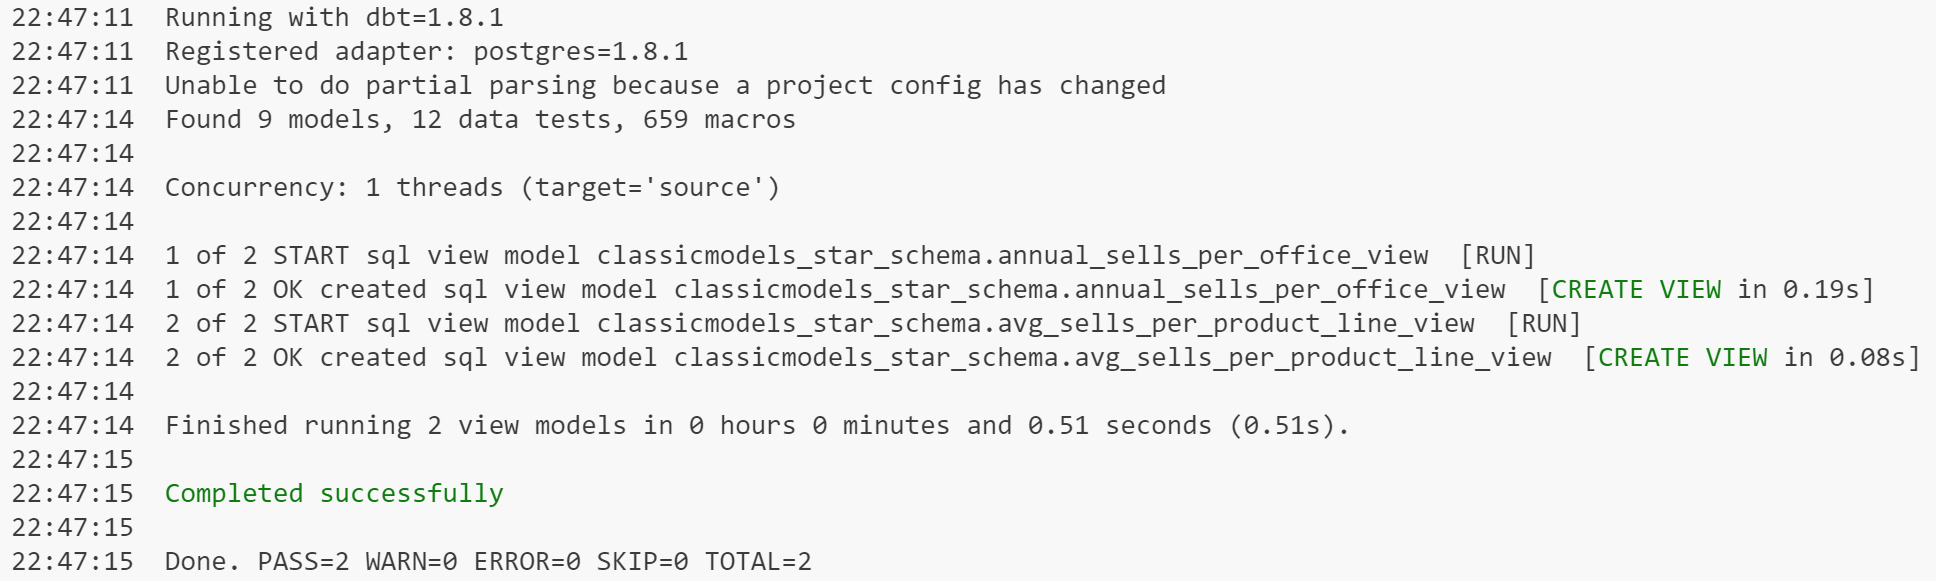 22:47:11  Running with dbt=1.8.1
22:47:11  Registered adapter: postgres=1.8.1
22:47:11  Unable to do partial parsing because a project config has changed
22:47:14  Found 9 models, 12 data tests, 659 macros
22:47:14
22:47:14  Concurrency: 1 threads (target='source')
22:47:14
22:47:14  1 of 2 START sql view model classicmodels_star_schema.annual_sells_per_office_view  [RUN]
22:47:14  1 of 2 OK created sql view model classicmodels_star_schema.annual_sells_per_office_view  [CREATE VIEW in 0.19s]
22:47:14  2 of 2 START sql view model classicmodels_star_schema.avg_sells_per_product_line_view  [RUN]
22:47:14  2 of 2 OK created sql view model classicmodels_star_schema.avg_sells_per_product_line_view  [CREATE VIEW in 0.08s]
22:47:14
22:47:14  Finished running 2 view models in 0 hours 0 minutes and 0.51 seconds (0.51s).
22:47:15
22:47:15  Completed successfully
22:47:15
22:47:15  Done. PASS=2 WARN=0 ERROR=0 SKIP=0 TOTAL=2